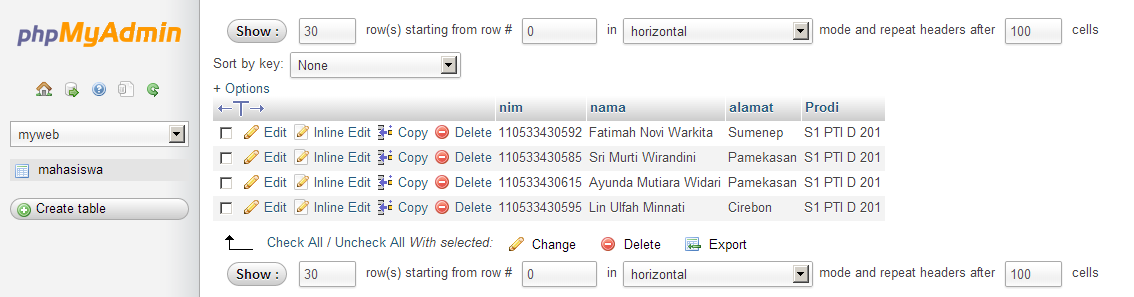 phpMyAdmin
myweb
mahasiswa
Create table
Show : 30 row(s) starting from row # 0 in horizontal mode and repeat headers after 100 cells
Sort by key: None
+ Options
nim nama alamat Prodi
Edit Inline Edit Copy Delete 110533430592 Fatimah Novi Warkita Sumenep S1 PTI D 201
Edit Inline Edit Copy Delete 110533430585 Sri Murti Wirandini Pamekasan S1 PTI D 201
Edit Inline Edit Copy Delete 110533430615 Ayunda Mutiara Widari Pamekasan S1 PTI D 201
Edit Inline Edit Copy Delete 110533430595 Lin Ulfah Minnati Cirebon S1 PTI D 201
Check All / Uncheck All With selected: Change Delete Export
Show : 30 row(s) starting from row # 0 in horizontal mode and repeat headers after 100 cells